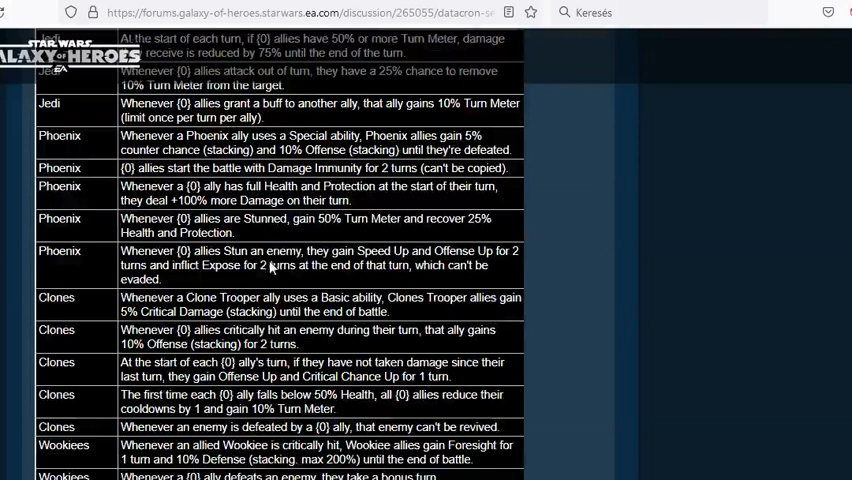 https://forums.galaxy-of-heroes.starwars.ea.com/discussion/265055/datacron-se
Keresés
STAR WARS
GALAXY OF HEROES
EA
Jedi
At the start of each turn, if {0} allies have 50% or more Turn Meter, damage
they receive is reduced by 75% until the end of the turn.
Jedi
Whenever {0} allies attack out of turn, they have a 25% chance to remove
10% Turn Meter from the target.
Jedi
Whenever {0} allies grant a buff to another ally, that ally gains 10% Turn Meter
(limit once per turn per ally).
Phoenix
Whenever a Phoenix ally uses a Special ability, Phoenix allies gain 5%
counter chance (stacking) and 10% Offense (stacking) until they're defeated.
Phoenix
{0} allies start the battle with Damage Immunity for 2 turns (can't be copied).
Phoenix
Whenever a {0} ally has full Health and Protection at the start of their turn,
they deal +100% more Damage on their turn.
Phoenix
Whenever {0} allies are Stunned, gain 50% Turn Meter and recover 25%
Health and Protection.
Phoenix
Whenever {0} allies Stun an enemy, they gain Speed Up and Offense Up for 2
turns and inflict Expose for 2 turns at the end of that turn, which can't be
evaded.
Clones
Whenever a Clone Trooper ally uses a Basic ability, Clones Trooper allies gain
5% Critical Damage (stacking) until the end of battle.
Clones
Whenever {0} allies critically hit an enemy during their turn, that ally gains
10% Offense (stacking) for 2 turns.
Clones
At the start of each {0} ally's turn, if they have not taken damage since their
last turn, they gain Offense Up and Critical Chance Up for 1 turn.
Clones
The first time each {0} ally falls below 50% Health, all {0} allies reduce their
cooldowns by 1 and gain 10% Turn Meter.
Clones
Whenever an enemy is defeated by a {0} ally, that enemy can't be revived.
Wookiees
Whenever an allied Wookiee is critically hit, Wookiee allies gain Foresight for
1 turn and 10% Defense (stacking. max 200%) until the end of battle.
Wookiees
Whenever a {0} ally defeats an enemy, they take a bonus turn